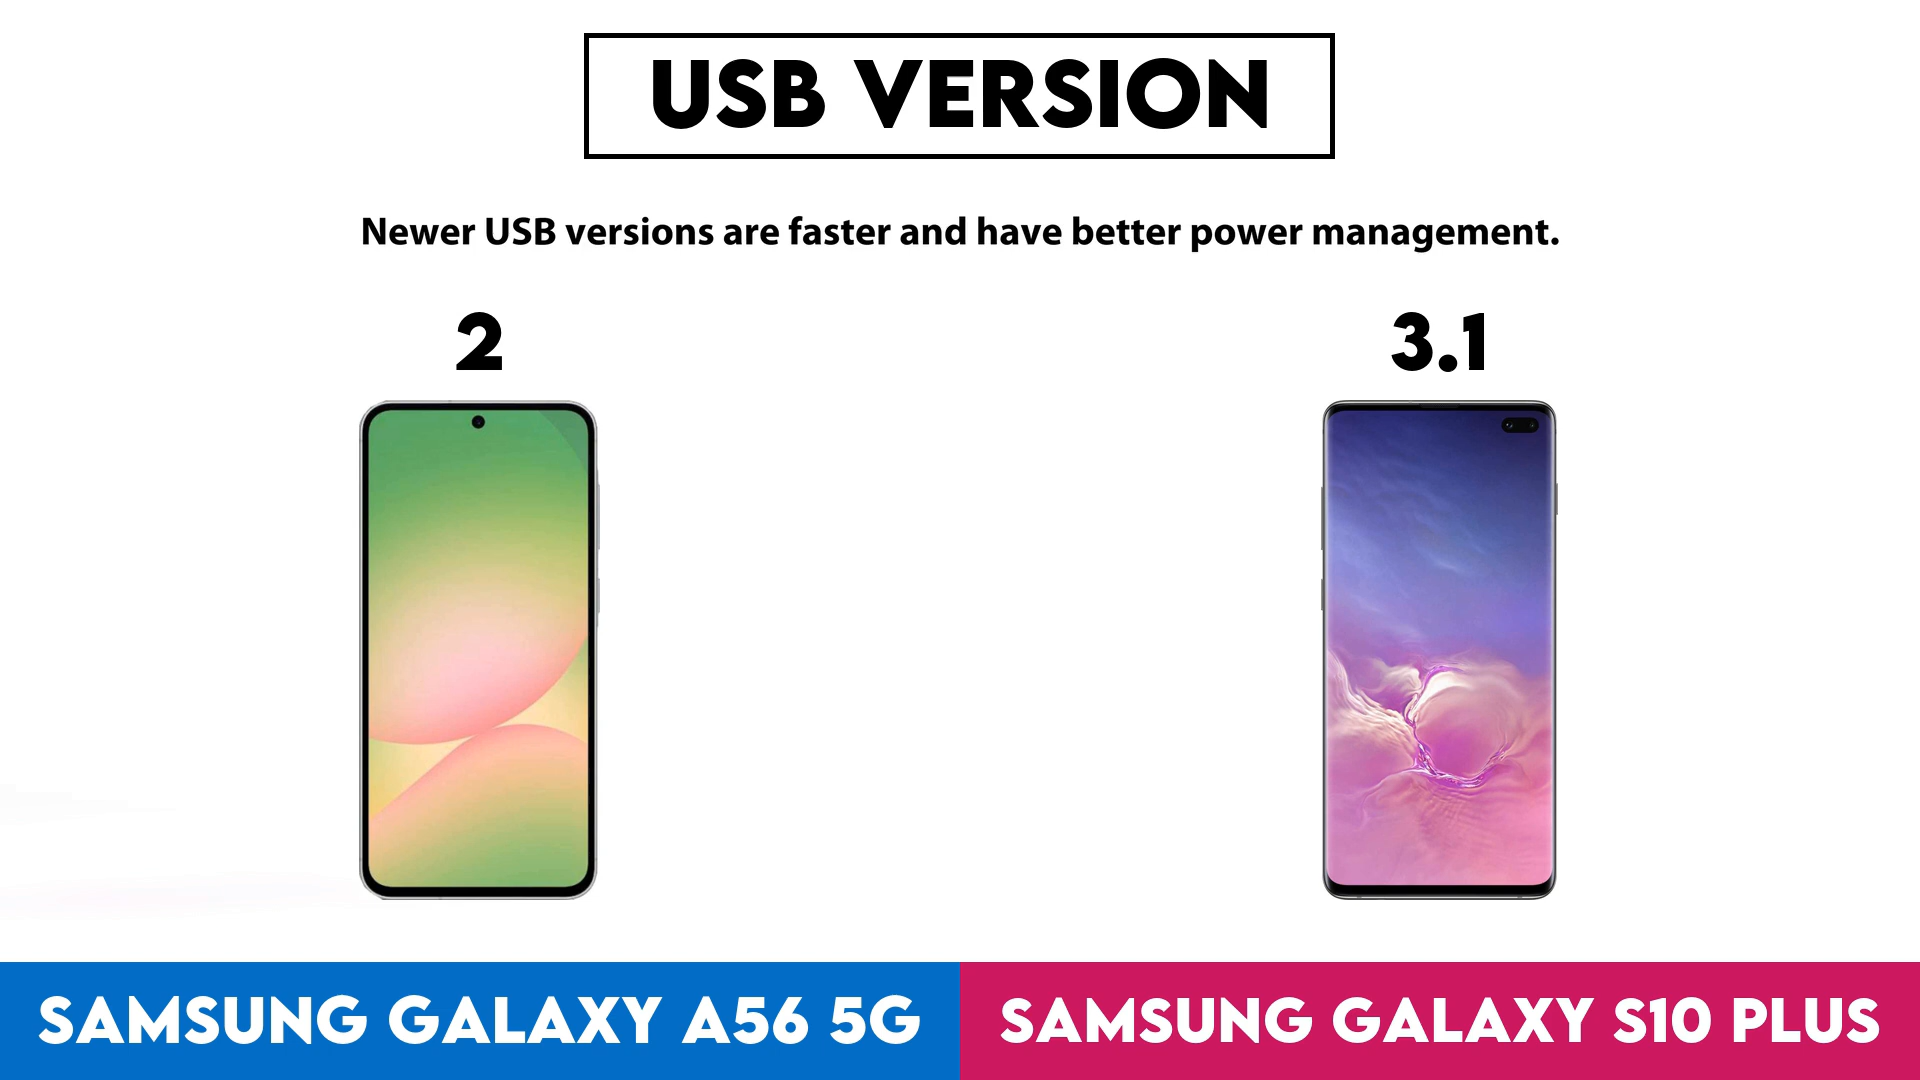 USB VERSION
Newer USB versions are faster and have better power management.
2
3.1
SAMSUNG GALAXY A56 5G
SAMSUNG GALAXY S10 PLUS